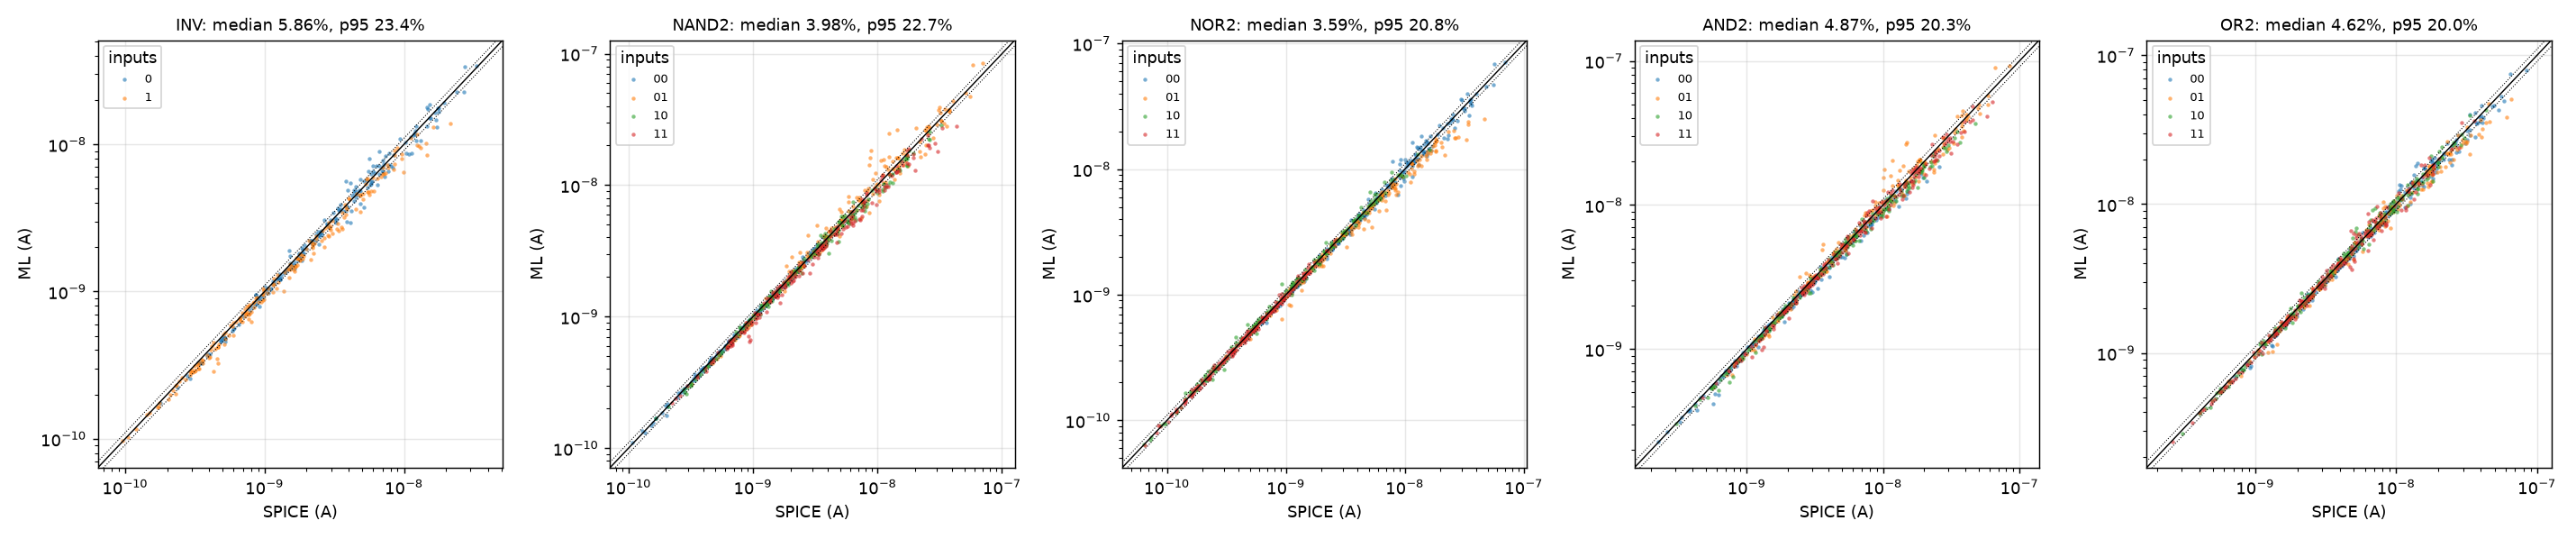 INV: median 5.86%, p95 23.4%
inputs
0
1
10⁻⁸
10⁻⁹
10⁻¹⁰
ML (A)
10⁻¹⁰ 10⁻⁹ 10⁻⁸
SPICE (A)
NAND2: median 3.98%, p95 22.7%
inputs
00
01
10
11
10⁻⁷
10⁻⁸
10⁻⁹
10⁻¹⁰
ML (A)
10⁻¹⁰ 10⁻⁹ 10⁻⁸ 10⁻⁷
SPICE (A)
NOR2: median 3.59%, p95 20.8%
inputs
00
01
10
11
10⁻⁷
10⁻⁸
10⁻⁹
10⁻¹⁰
ML (A)
10⁻¹⁰ 10⁻⁹ 10⁻⁸ 10⁻⁷
SPICE (A)
AND2: median 4.87%, p95 20.3%
inputs
00
01
10
11
10⁻⁷
10⁻⁸
10⁻⁹
ML (A)
10⁻⁹ 10⁻⁸ 10⁻⁷
SPICE (A)
OR2: median 4.62%, p95 20.0%
inputs
00
01
10
11
10⁻⁷
10⁻⁸
10⁻⁹
ML (A)
10⁻⁹ 10⁻⁸ 10⁻⁷
SPICE (A)